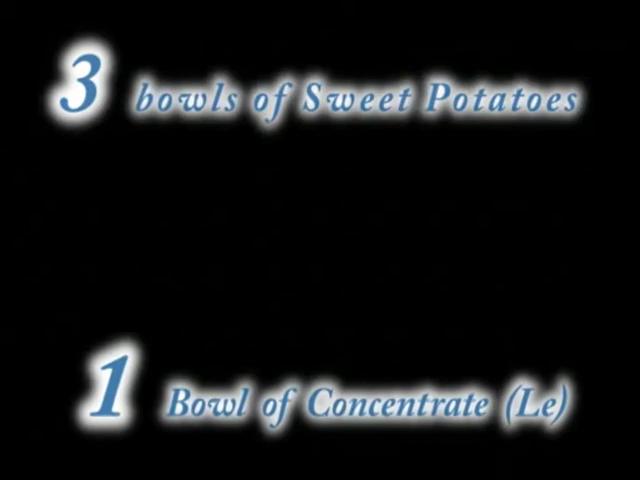 3 bowls of Sweet Potatoes
1 Bowl of Concentrate (Le)